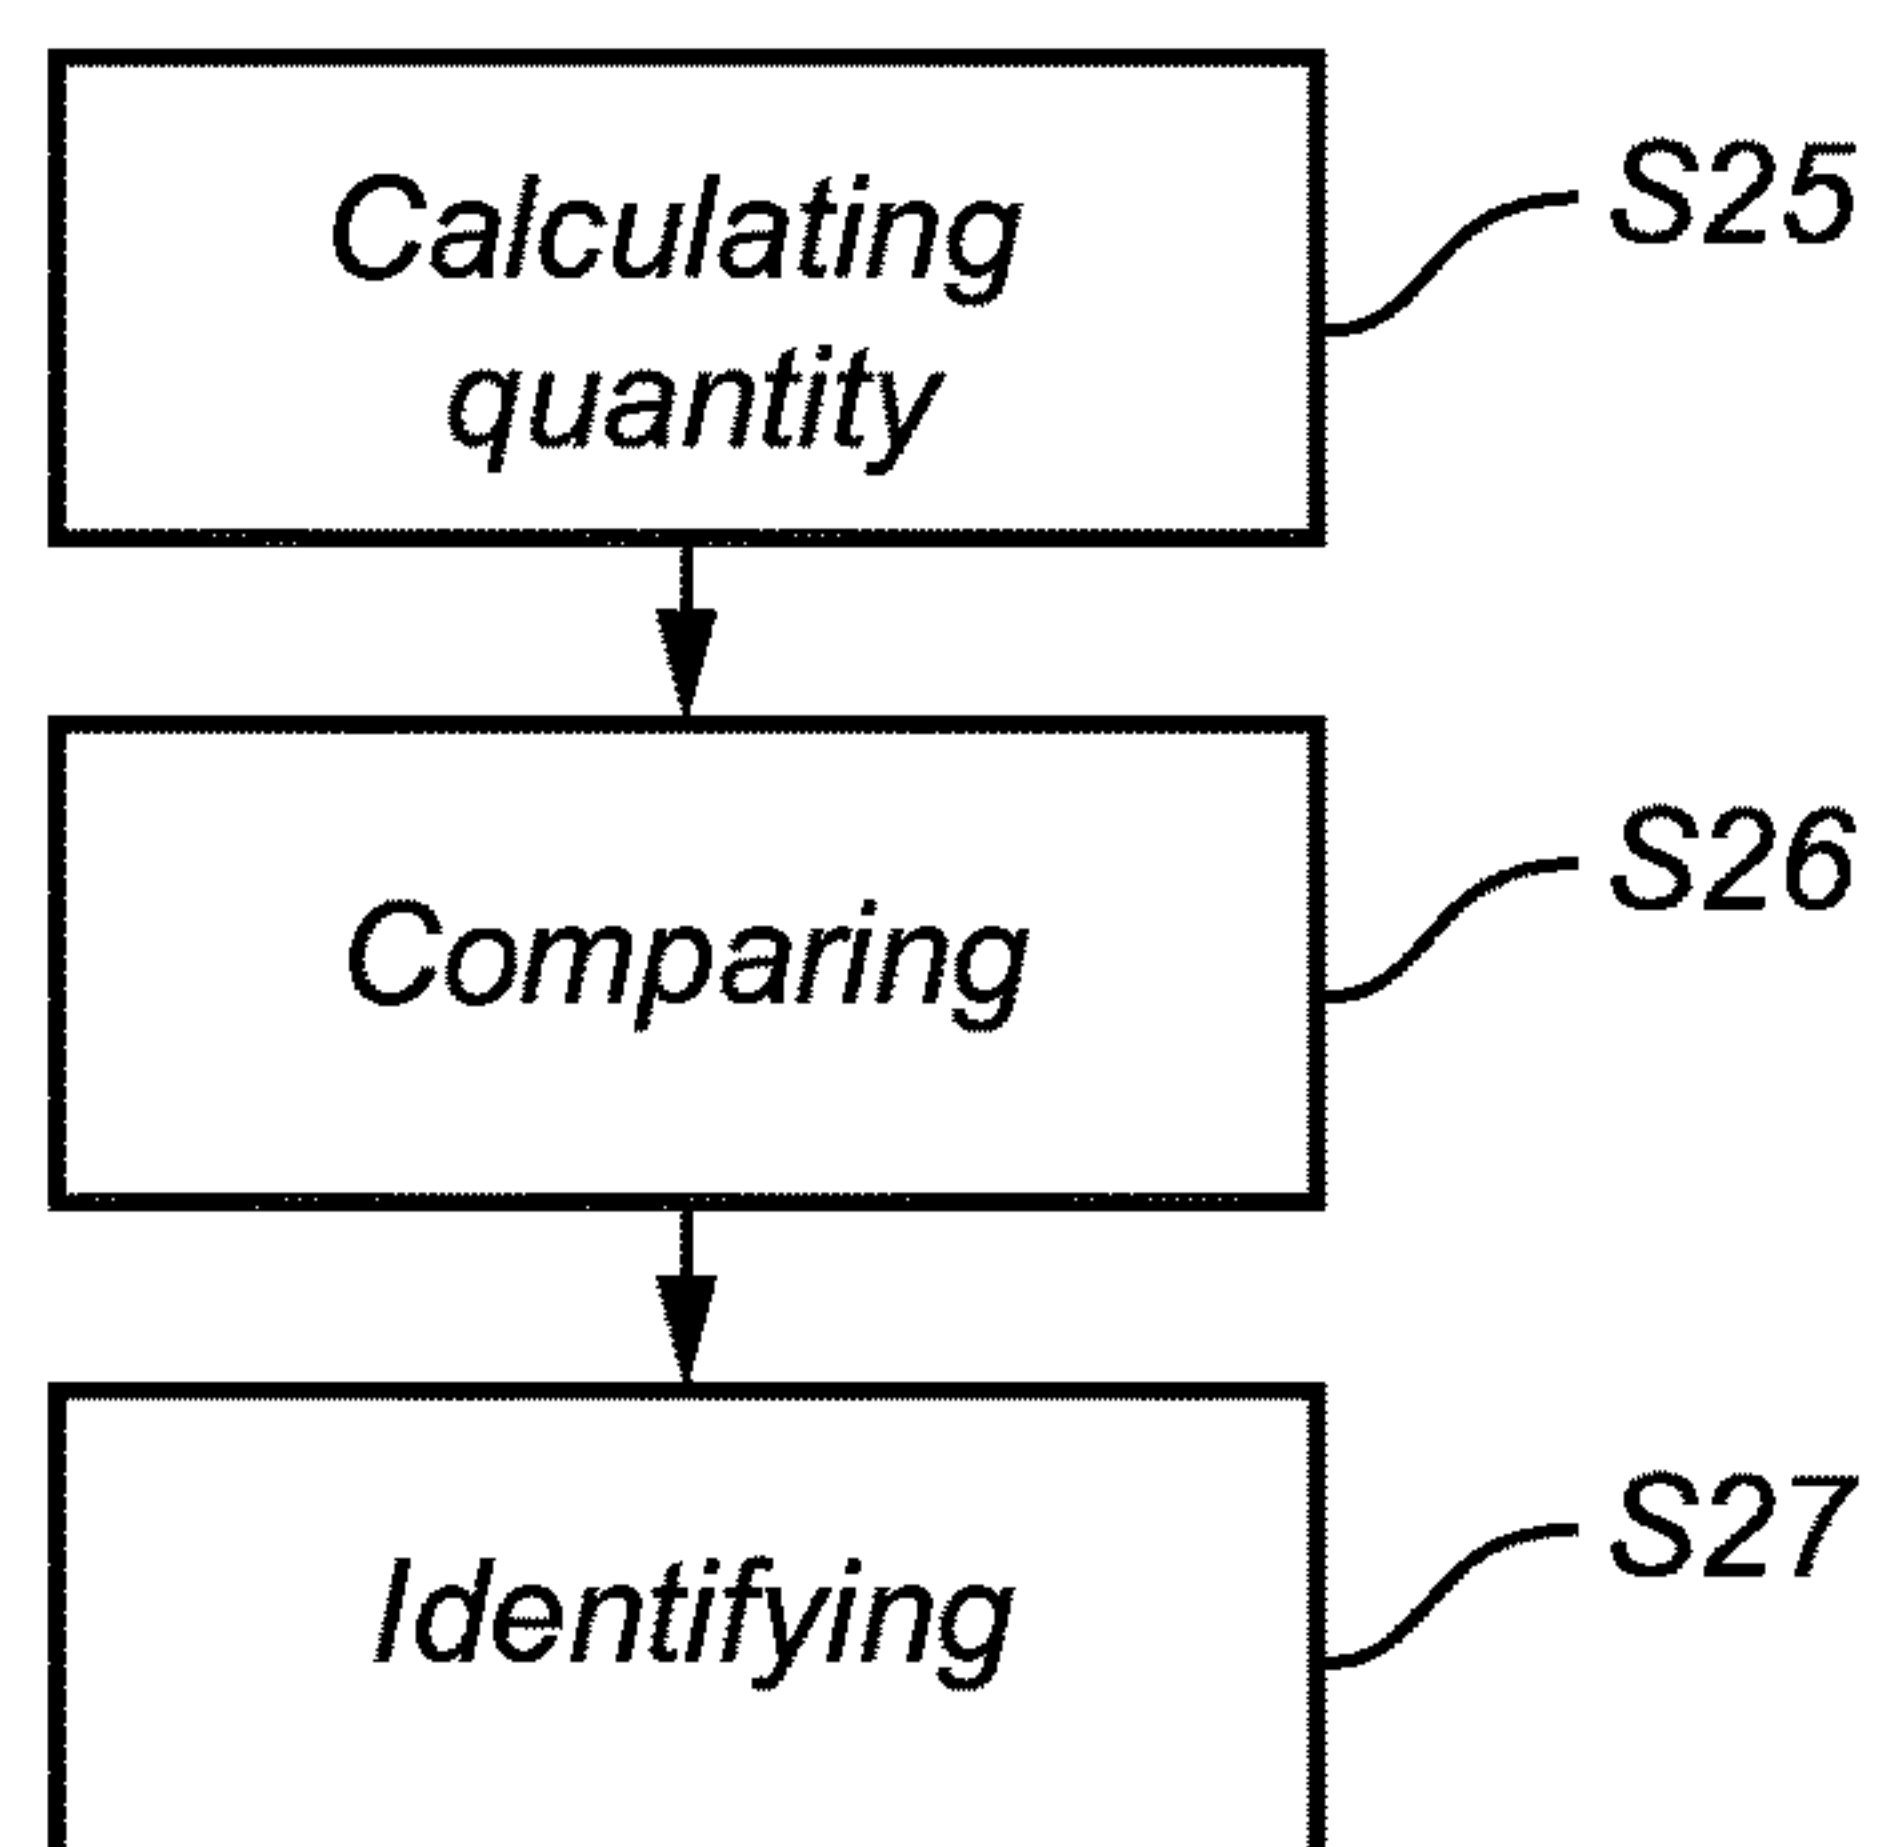 Calculating
quantity
S25
Comparing
S26
Identifying
S27